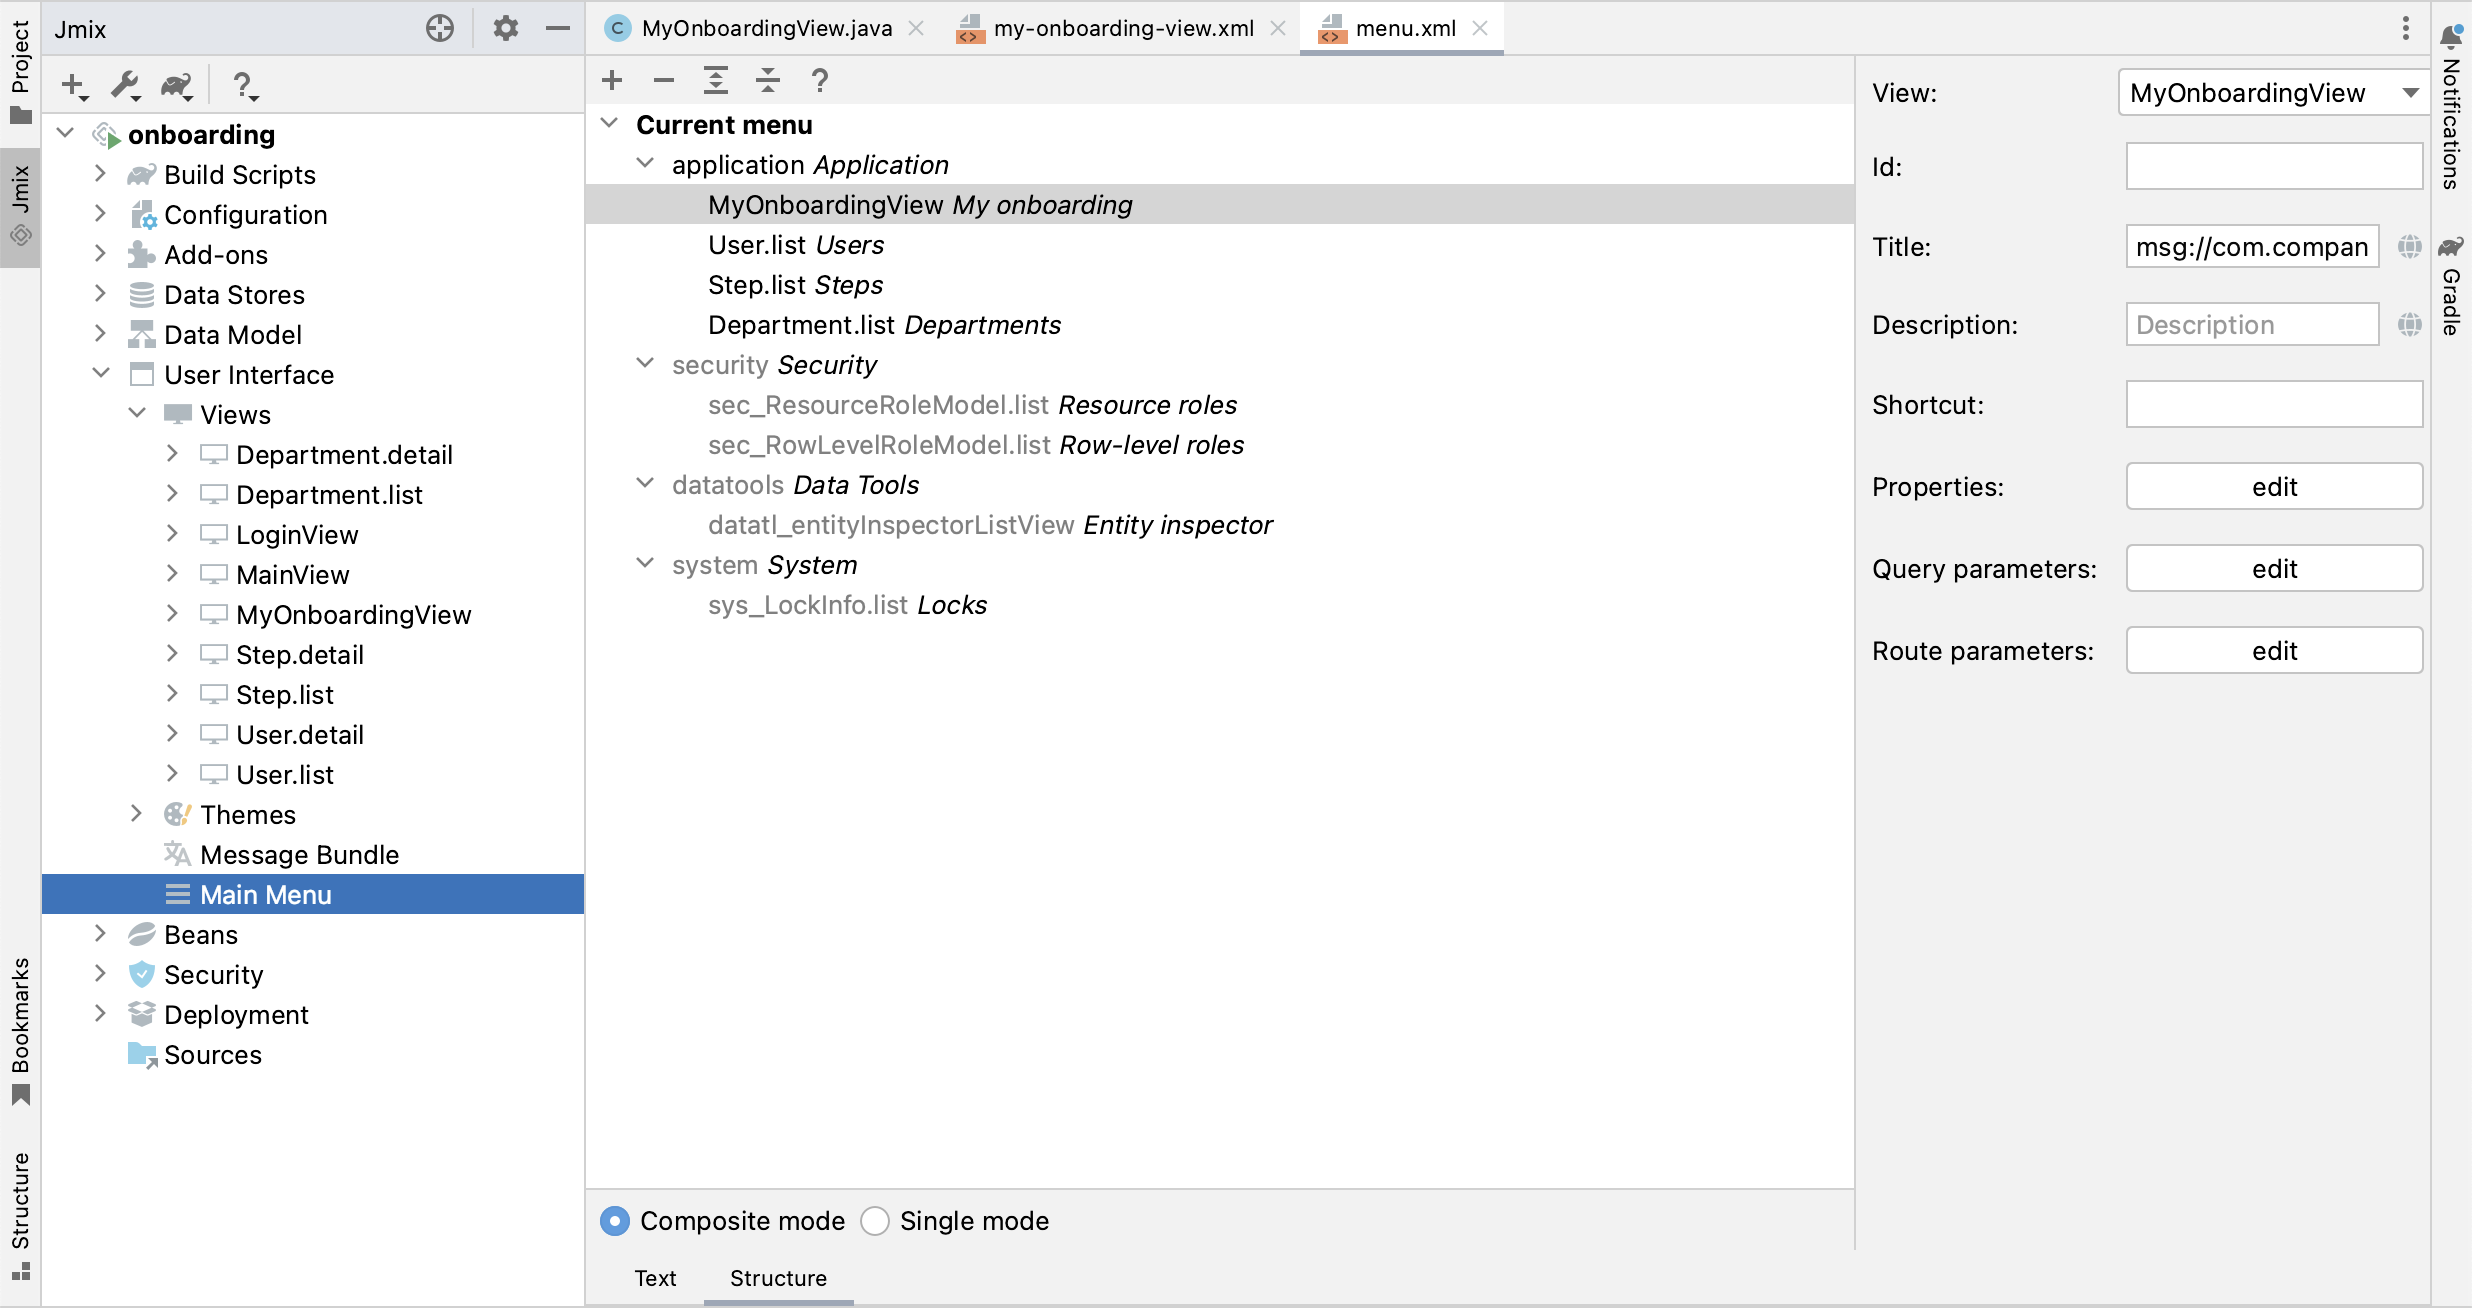 Project
Jmix
Bookmarks
Structure
Jmix
?
onboarding
Build Scripts
Configuration
Add-ons
Data Stores
Data Model
User Interface
Views
Department.detail
Department.list
LoginView
MainView
MyOnboardingView
Step.detail
Step.list
User.detail
User.list
Themes
Message Bundle
Main Menu
Beans
Security
Deployment
Sources
C MyOnboardingView.java
<> my-onboarding-view.xml
<> menu.xml
?
Current menu
application Application
MyOnboardingView My onboarding
User.list Users
Step.list Steps
Department.list Departments
security Security
sec_ResourceRoleModel.list Resource roles
sec_RowLevelRoleModel.list Row-level roles
datatools Data Tools
datatl_entityInspectorListView Entity inspector
system System
sys_LockInfo.list Locks
Composite mode Single mode
Text Structure
View: MyOnboardingView
Id:
Title: msg://com.compan
Description: Description
Shortcut:
Properties: edit
Query parameters: edit
Route parameters: edit
Notifications
Gradle